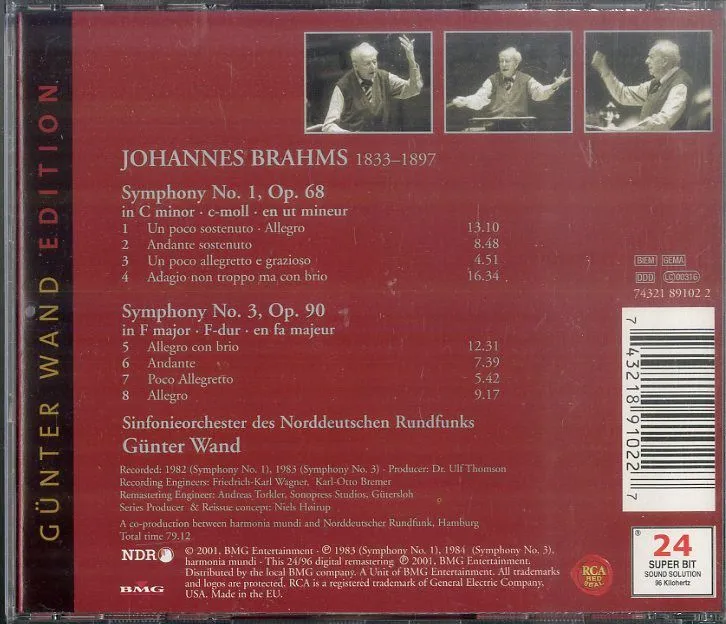 GÜNTER WAND EDITION
JOHANNES BRAHMS 1833–1897
Symphony No. 1, Op. 68
in C minor · c-moll · en ut mineur
1 Un poco sostenuto · Allegro 13.10
2 Andante sostenuto 8.48
3 Un poco allegretto e grazioso 4.51
4 Adagio non troppo ma con brio 16.34
BIEM GEMA
DDD LC 00316
74321 89102 2
Symphony No. 3, Op. 90
in F major · F-dur · en fa majeur
5 Allegro con brio 12.31
6 Andante 7.39
7 Poco Allegretto 5.42
8 Allegro 9.17
Sinfonieorchester des Norddeutschen Rundfunks
Günter Wand
Recorded: 1982 (Symphony No. 1), 1983 (Symphony No. 3) · Producer: Dr. Ulf Thomson
Recording Engineers: Friedrich-Karl Wagner, Karl-Otto Bremer
Remastering Engineer: Andreas Torkler, Sonopress Studios, Gütersloh
Series Producer & Reissue concept: Niels Høirup
A co-production between harmonia mundi and Norddeutscher Rundfunk, Hamburg
Total time 79.12
7 43218 91022 7
NDR
BMG
© 2001, BMG Entertainment · ℗ 1983 (Symphony No. 1), 1984 (Symphony No. 3),
harmonia mundi · This 24/96 digital remastering ℗ 2001, BMG Entertainment.
Distributed by the local BMG company. A Unit of BMG Entertainment. All trademarks
and logos are protected. RCA is a registered trademark of General Electric Company,
USA. Made in the EU.
RCA
RED
SEAL
®
24
SUPER BIT
SOUND SOLUTION
96 Kilohertz